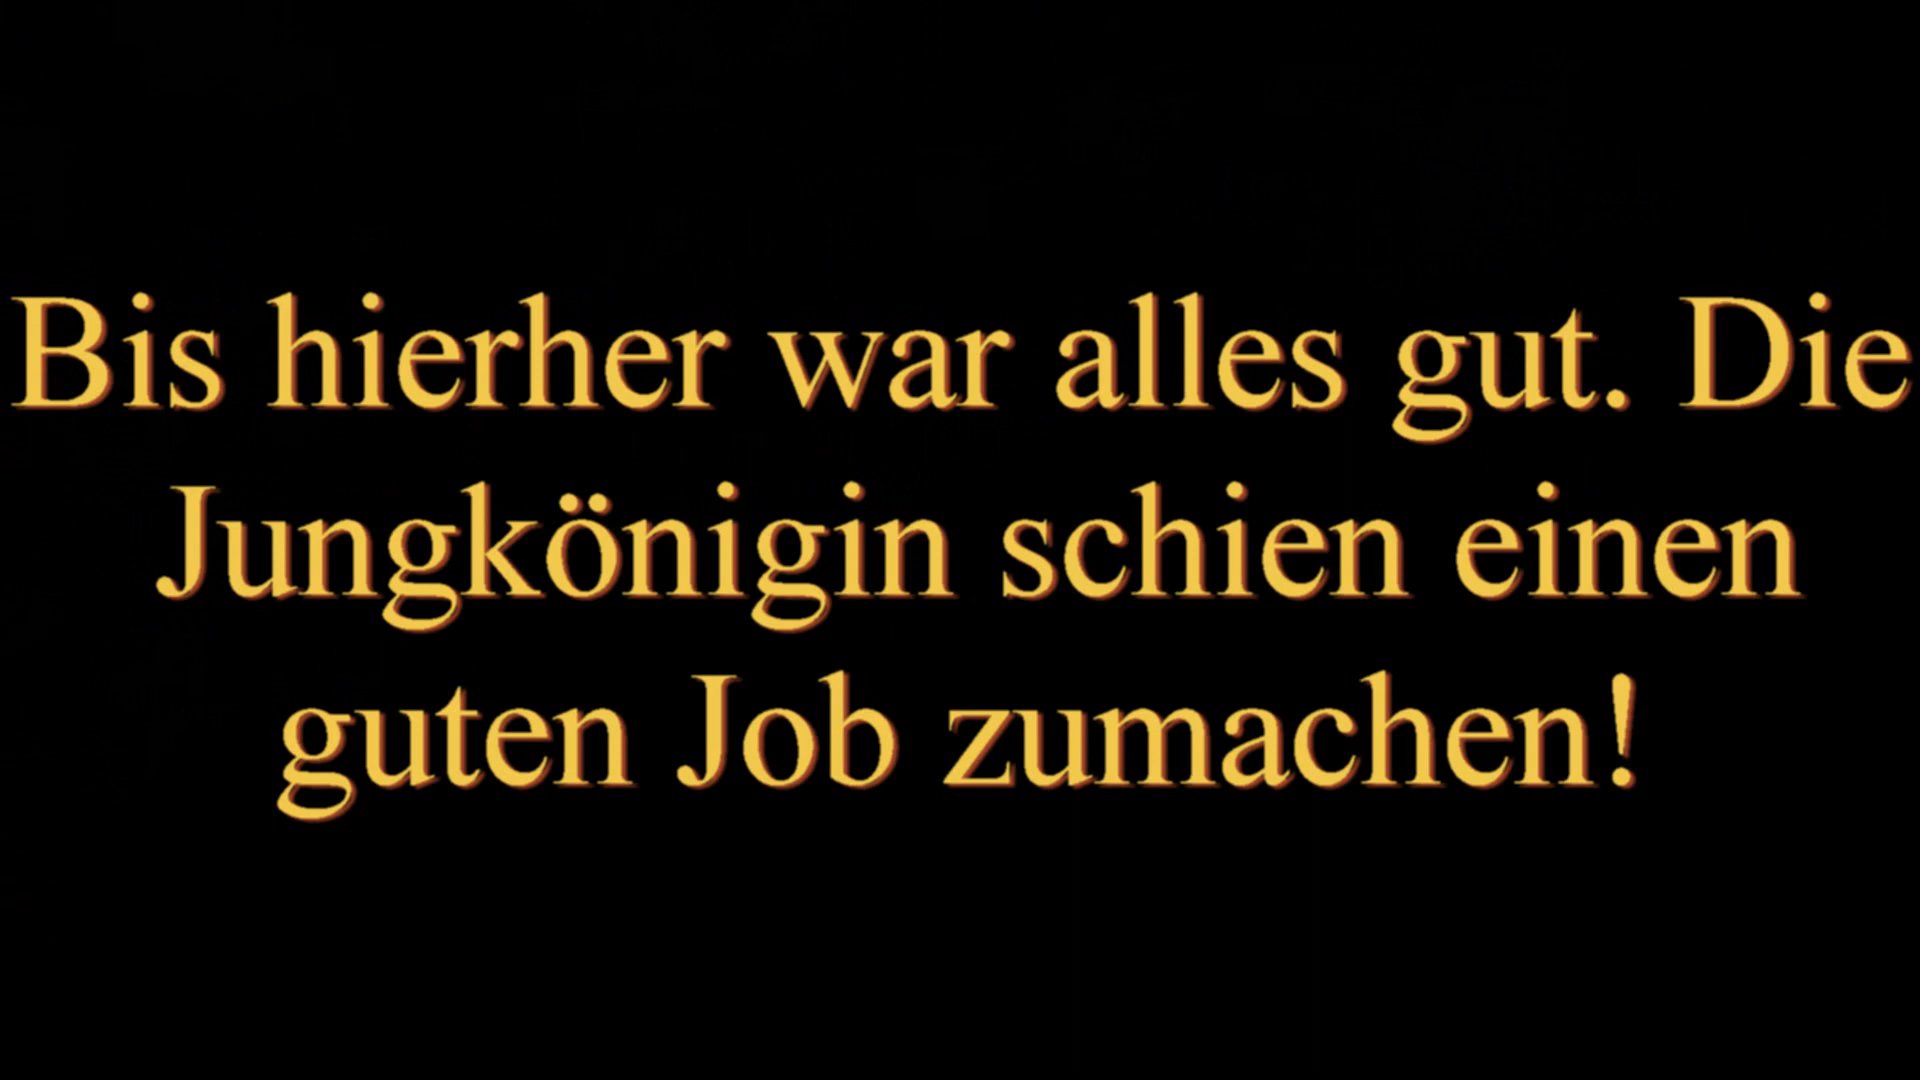 Bis hierher war alles gut. Die
Jungkönigin schien einen
guten Job zumachen!